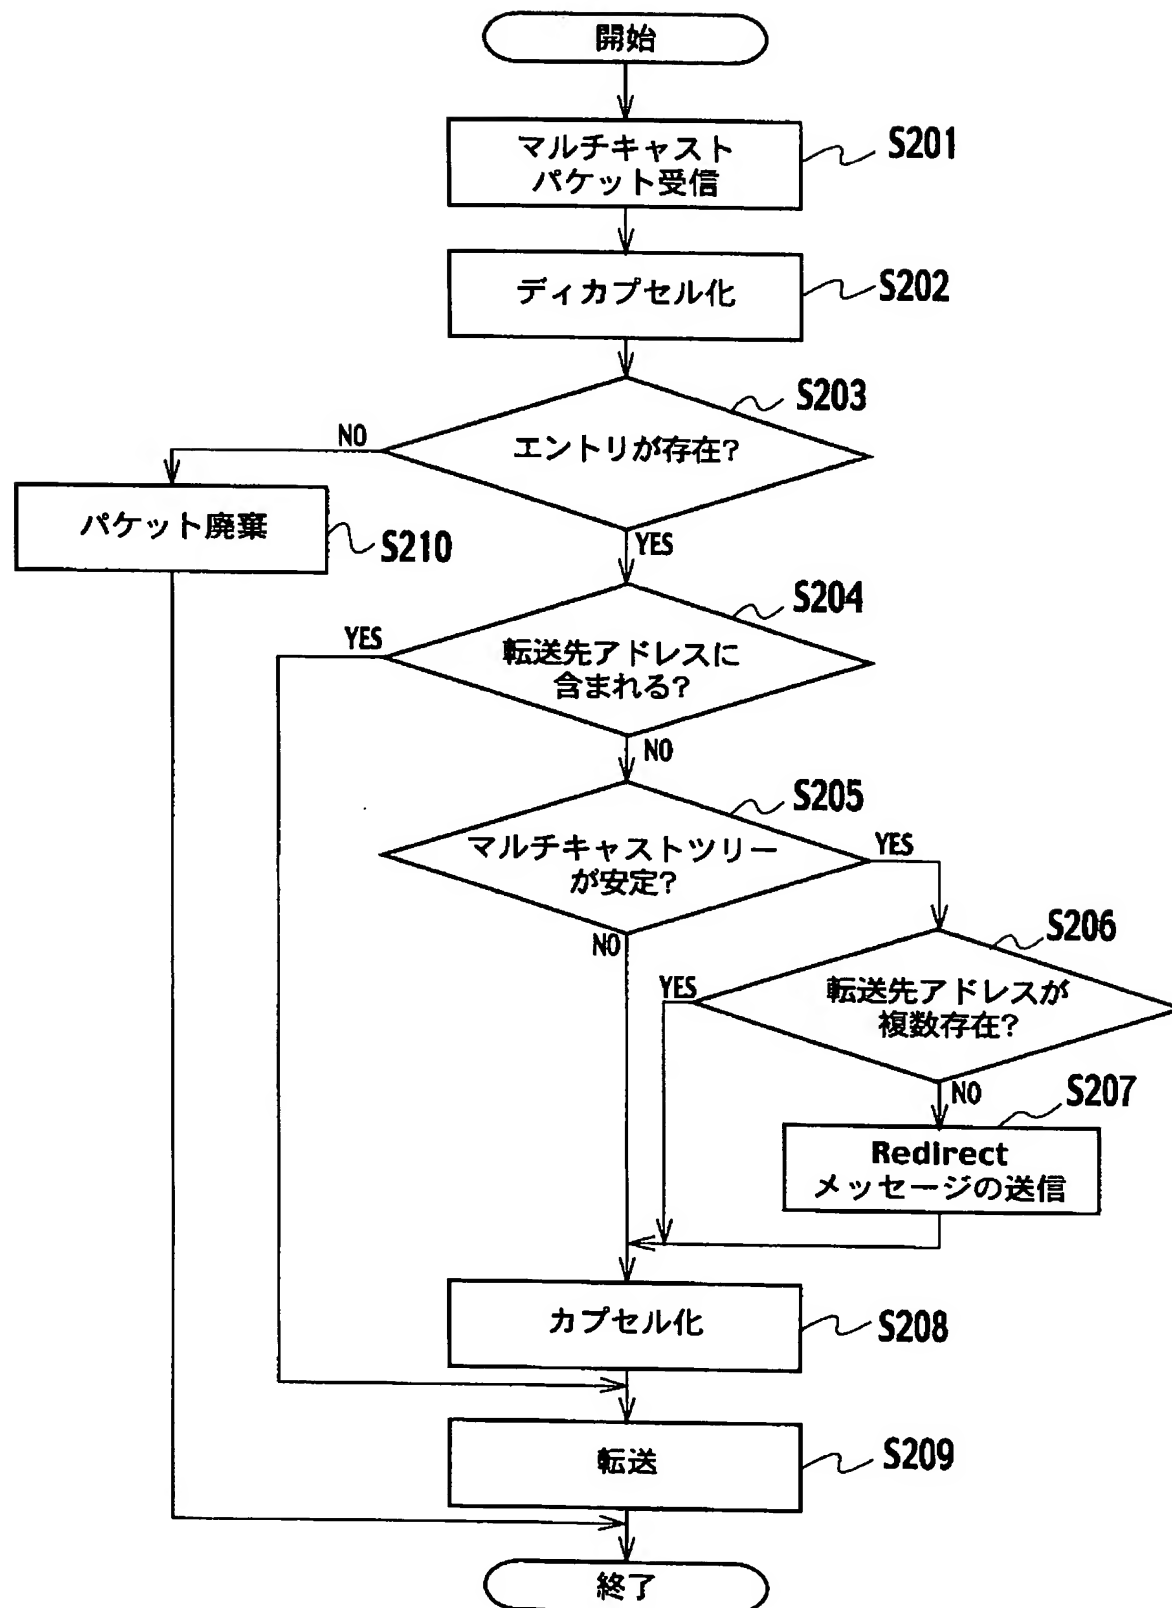 開始
マルチキャスト
パケット受信
S201
ディカプセル化
S202
S203
エントリが存在?
NO
パケット廃棄
S210
YES
S204
YES
転送先アドレスに
含まれる?
NO
S205
マルチキャストツリー
が安定?
YES
NO
S206
YES
転送先アドレスが
複数存在?
NO
S207
Redirect
メッセージの送信
カプセル化
S208
転送
S209
終了